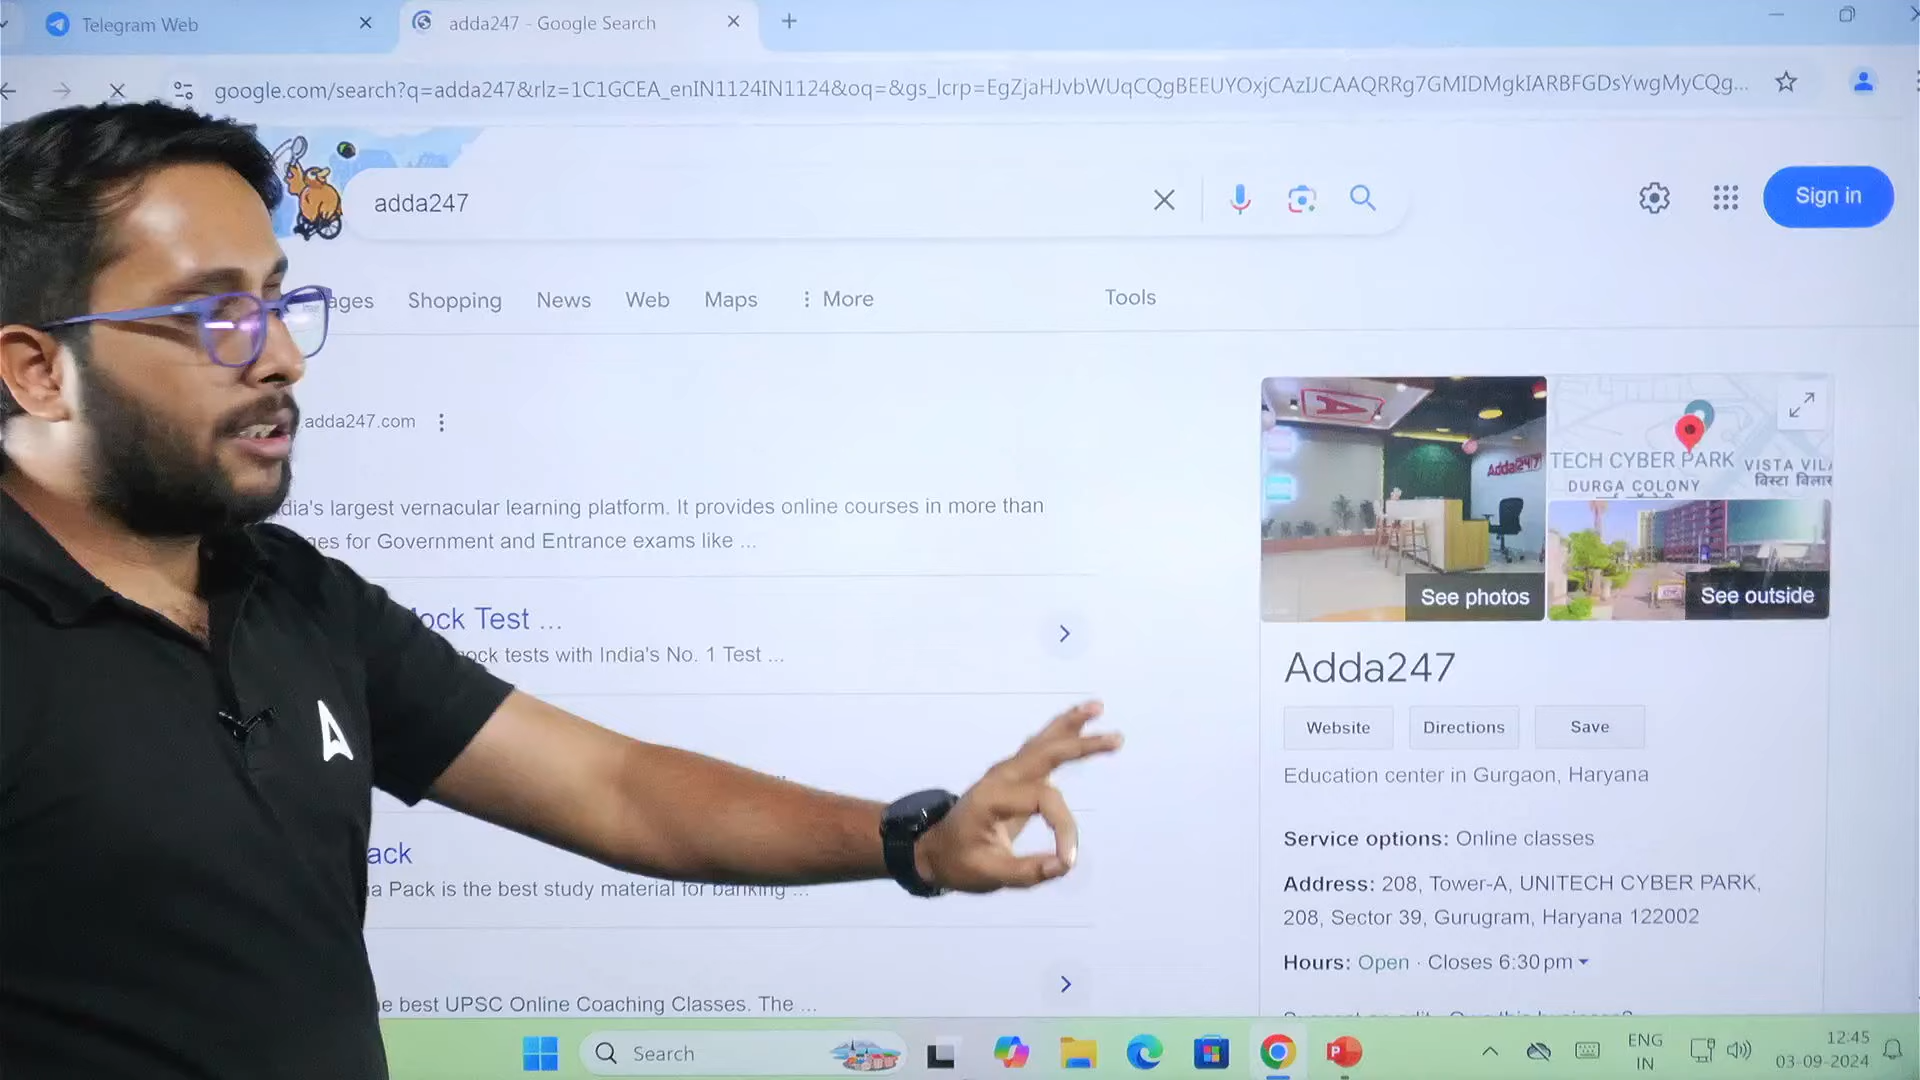 Telegram Web
adda247 - Google Search
google.com/search?q=adda247&rlz=1C1GCEA_enIN1124IN1124&oq=&gs_lcrp=EgZjaHJvbWUqCQgBEEUYOxjCAzIJCAAQRRg7GMIDMgkIARBFGDsYwgMyCQg...
adda247
Sign in
ages Shopping News Web Maps More Tools
adda247.com
dia's largest vernacular learning platform. It provides online courses in more than
es for Government and Entrance exams like ...
ock Test ...
ock tests with India's No. 1 Test ...
ack
a Pack is the best study material for banking ...
e best UPSC Online Coaching Classes. The ...
Adda247
TECH CYBER PARK
VISTA VILA
विस्टा विलास
DURGA COLONY
See photos
See outside
Adda247
Website Directions Save
Education center in Gurgaon, Haryana
Service options: Online classes
Address: 208, Tower-A, UNITECH CYBER PARK,
208, Sector 39, Gurugram, Haryana 122002
Hours: Open · Closes 6:30 pm
Search
ENG
IN
12:45
03-09-2024